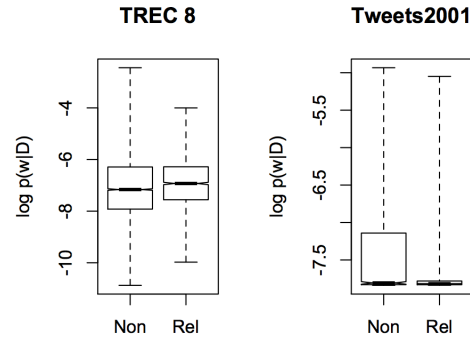 TREC 8
log p(w|D)
-4
-6
-8
-10
Non Rel
Tweets2001
log p(w|D)
-5.5
-6.5
-7.5
Non Rel